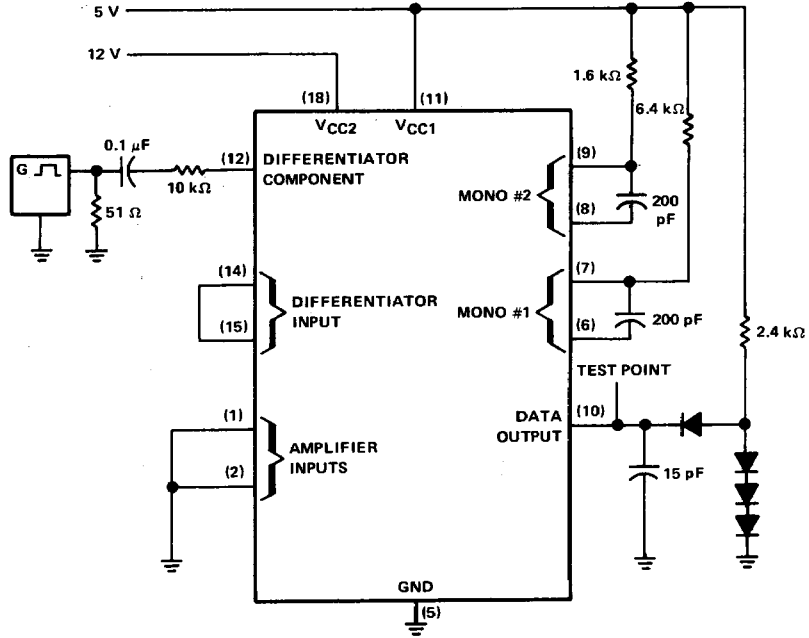 5 V
12 V
(18)
(11)
VCC2
VCC1
1.6 kΩ
6.4 kΩ
0.1 μF
(12)
G
10 kΩ
51 Ω
DIFFERENTIATOR
COMPONENT
(9)
MONO #2
(8)
200
pF
(14)
(15)
DIFFERENTIATOR
INPUT
(7)
MONO #1
(6)
200 pF
2.4 kΩ
TEST POINT
(1)
(2)
AMPLIFIER
INPUTS
DATA
OUTPUT
(10)
15 pF
GND
(5)